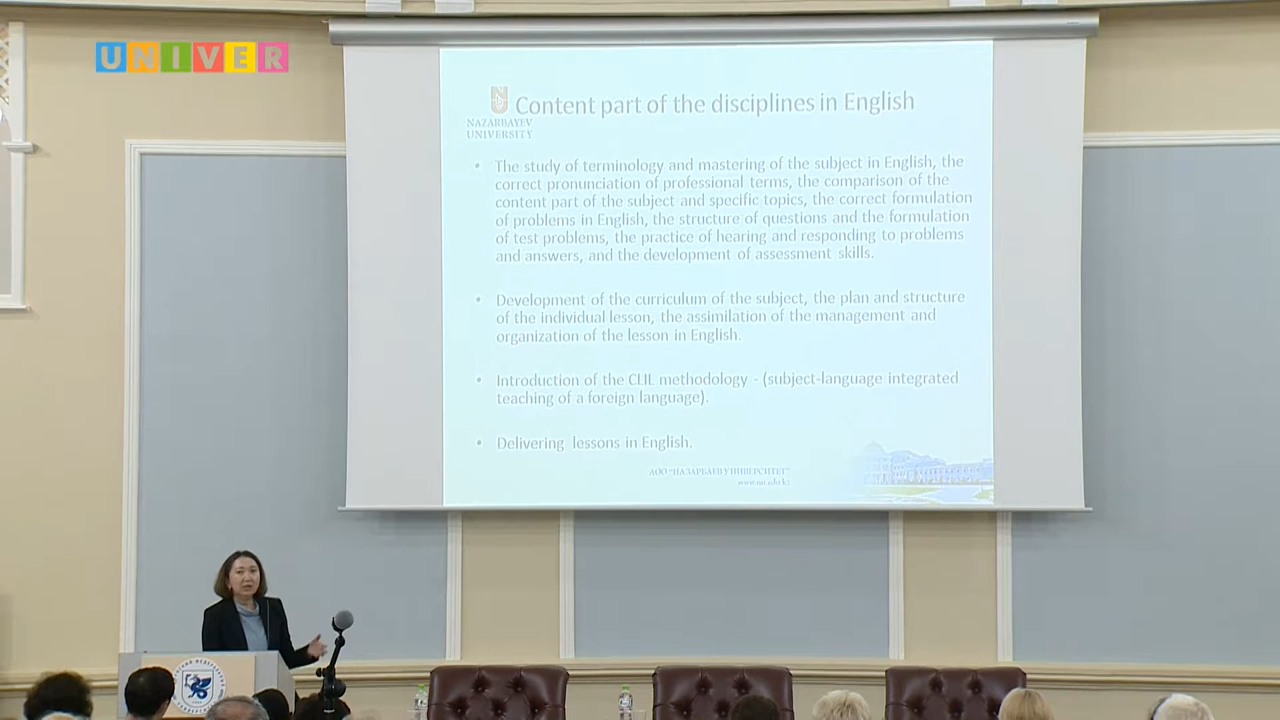 UNIVER
Content part of the disciplines in English
NAZARBAYEV
UNIVERSITY
• The study of terminology and mastering of the subject in English, the
correct pronunciation of professional terms, the comparison of the
content part of the subject and specific topics, the correct formulation
of problems in English, the structure of questions and the formulation
of test problems, the practice of hearing and responding to problems
and answers, and the development of assessment skills.
• Development of the curriculum of the subject, the plan and structure
of the individual lesson, the assimilation of the management and
organization of the lesson in English.
• Introduction of the CLIL methodology - (subject-language integrated
teaching of a foreign language).
• Delivering lessons in English.
АОО "НАЗАРБАЕВ УНИВЕРСИТЕТ"
www.nu.edu.kz